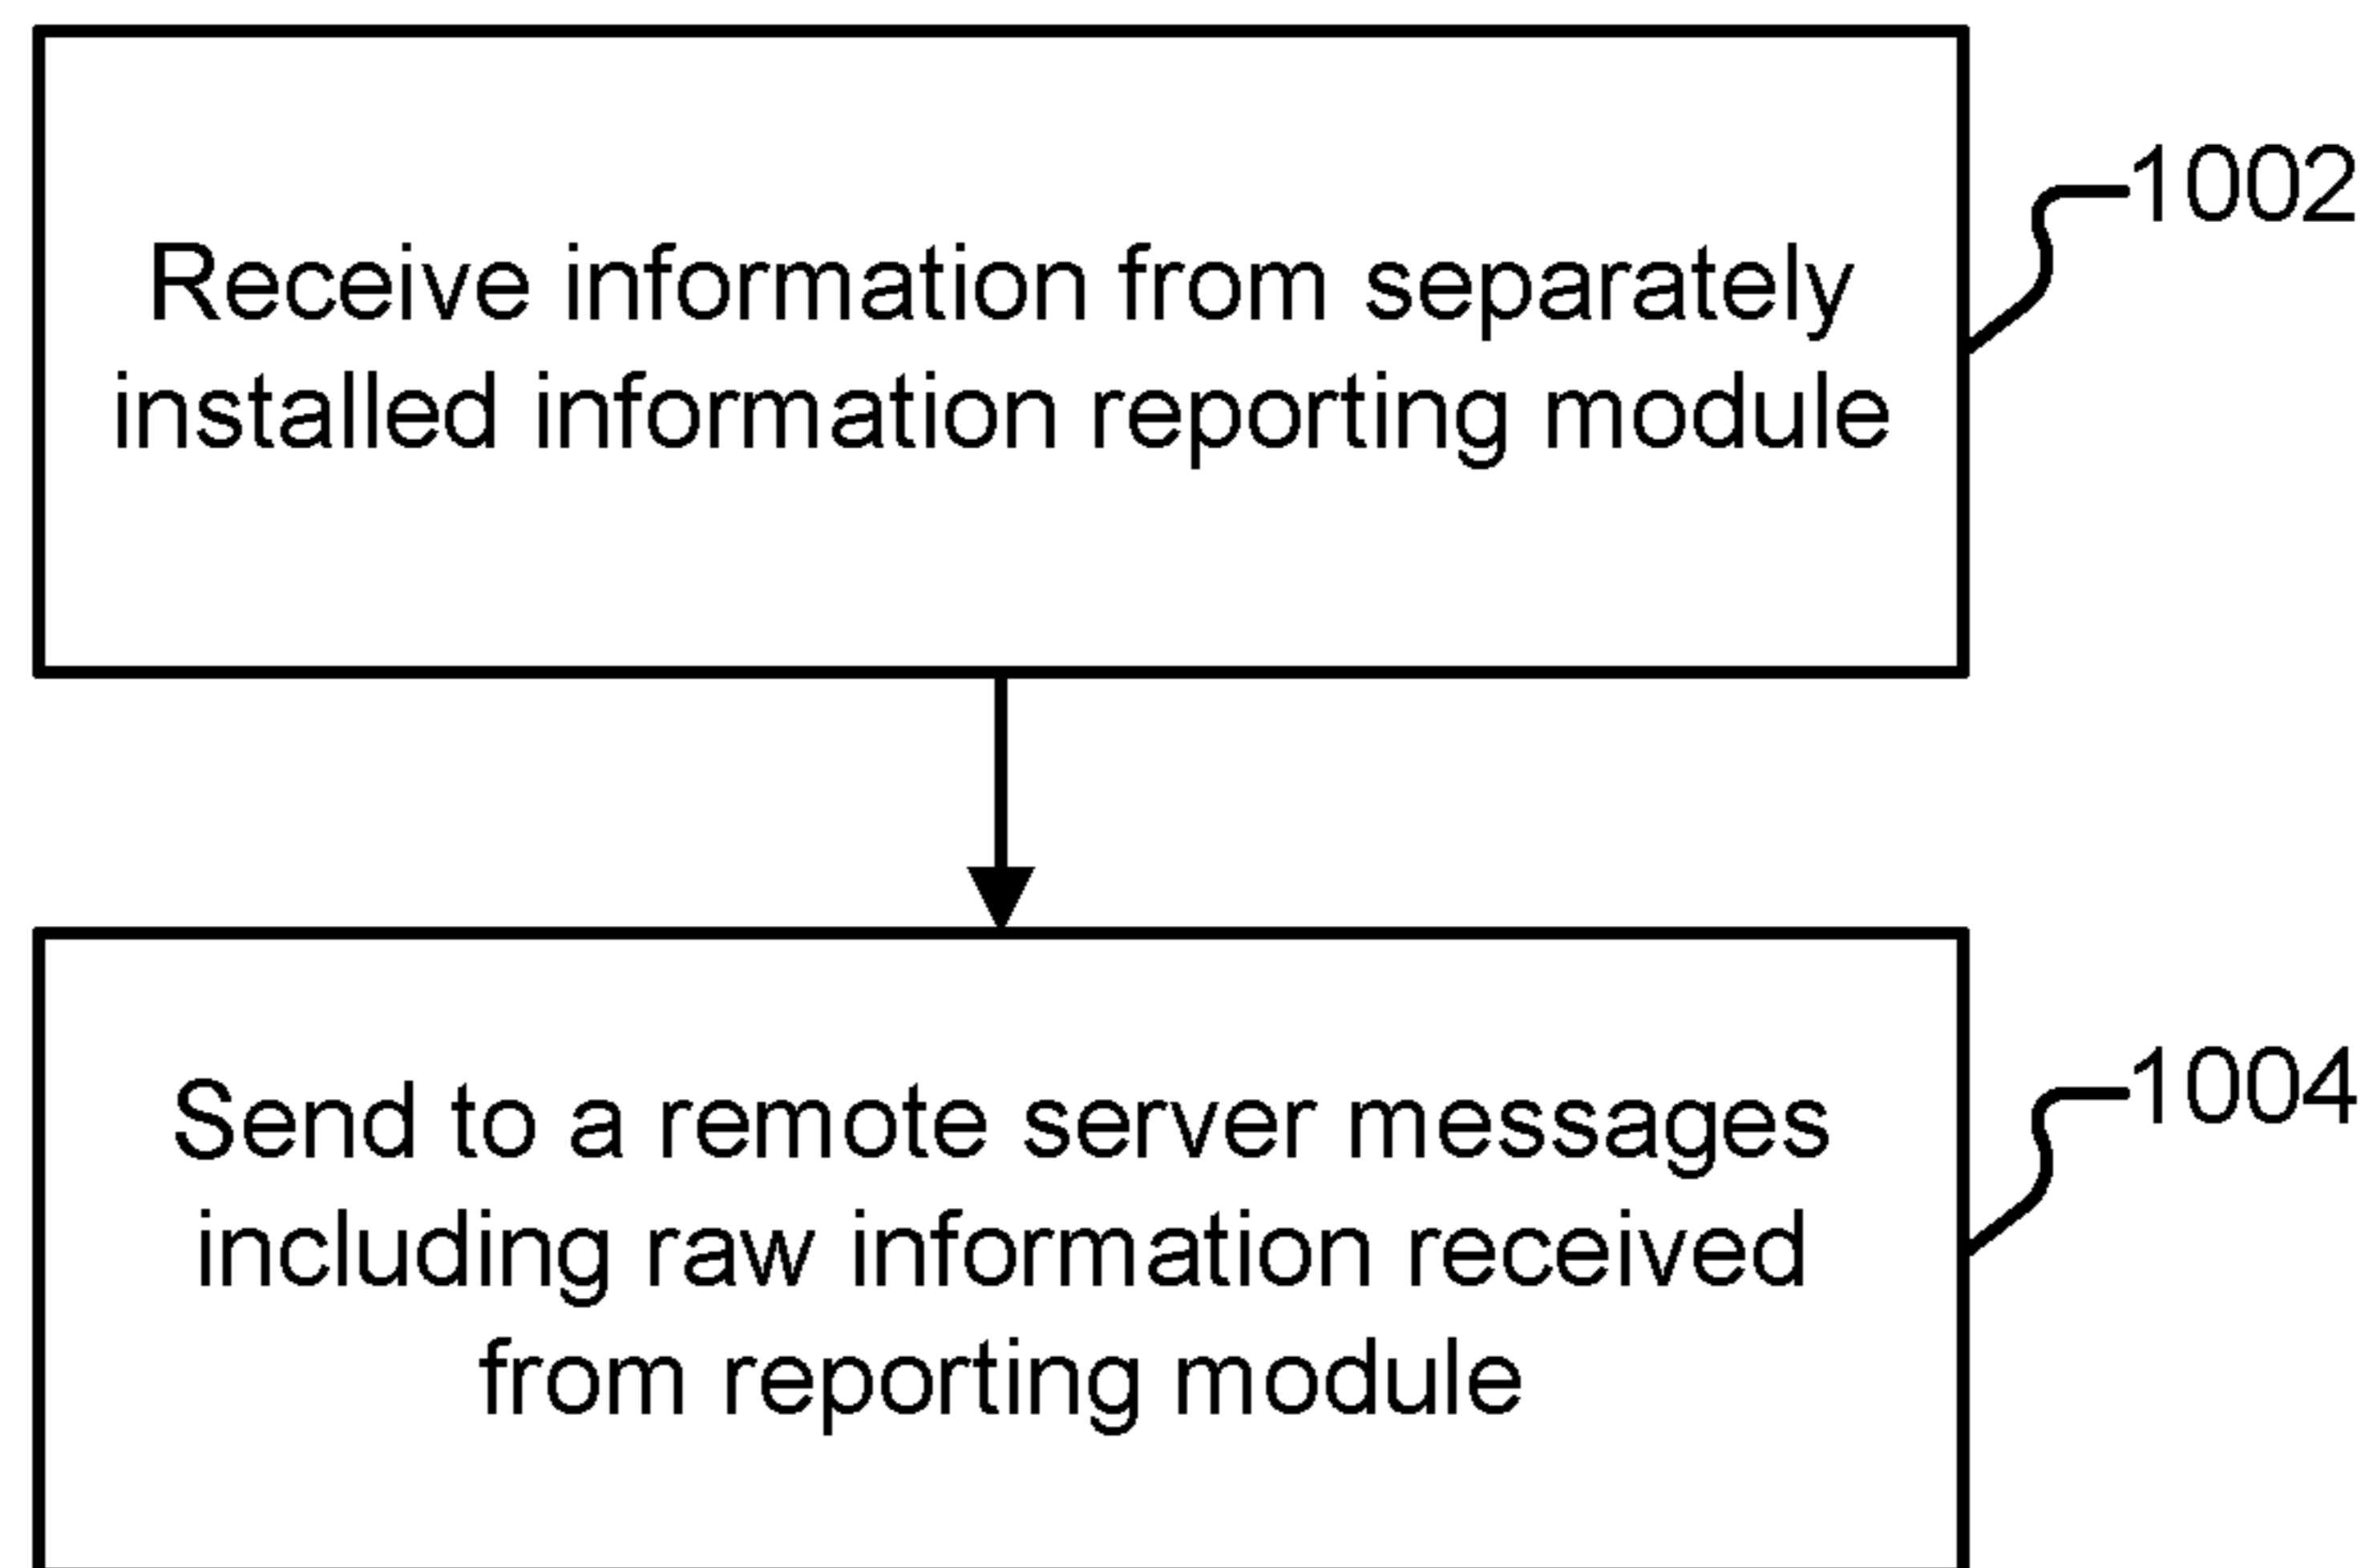 1002
Receive information from separately
installed information reporting module
1004
Send to a remote server messages
including raw information received
from reporting module